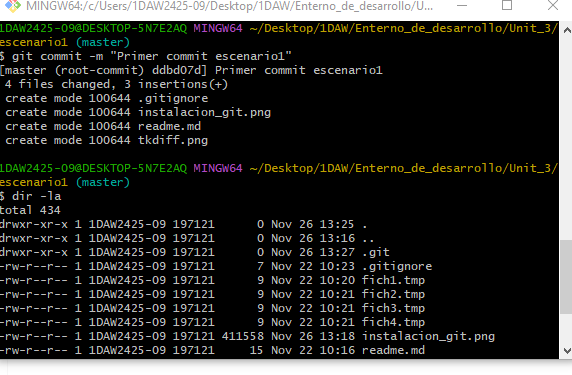 MINGW64:/c/Users/1DAW2425-09/Desktop/1DAW/Enterno_de_desarrollo/U...
1DAW2425-09@DESKTOP-5N7E2AQ MINGW64 ~/Desktop/1DAW/Enterno_de_desarrollo/Unit_3/
escenario1 (master)
$ git commit -m "Primer commit escenario1"
[master (root-commit) ddbd07d] Primer commit escenario1
 4 files changed, 3 insertions(+)
 create mode 100644 .gitignore
 create mode 100644 instalacion_git.png
 create mode 100644 readme.md
 create mode 100644 tkdiff.png
1DAW2425-09@DESKTOP-5N7E2AQ MINGW64 ~/Desktop/1DAW/Enterno_de_desarrollo/Unit_3/
escenario1 (master)
$ dir -la
total 434
drwxr-xr-x 1 1DAW2425-09 197121      0 Nov 26 13:25 .
drwxr-xr-x 1 1DAW2425-09 197121      0 Nov 26 13:16 ..
drwxr-xr-x 1 1DAW2425-09 197121      0 Nov 26 13:27 .git
-rw-r--r-- 1 1DAW2425-09 197121      7 Nov 22 10:23 .gitignore
-rw-r--r-- 1 1DAW2425-09 197121      9 Nov 22 10:20 fich1.tmp
-rw-r--r-- 1 1DAW2425-09 197121      9 Nov 22 10:21 fich2.tmp
-rw-r--r-- 1 1DAW2425-09 197121      9 Nov 22 10:21 fich3.tmp
-rw-r--r-- 1 1DAW2425-09 197121      9 Nov 22 10:21 fich4.tmp
-rw-r--r-- 1 1DAW2425-09 197121 411558 Nov 26 13:18 instalacion_git.png
-rw-r--r-- 1 1DAW2425-09 197121     15 Nov 22 10:16 readme.md